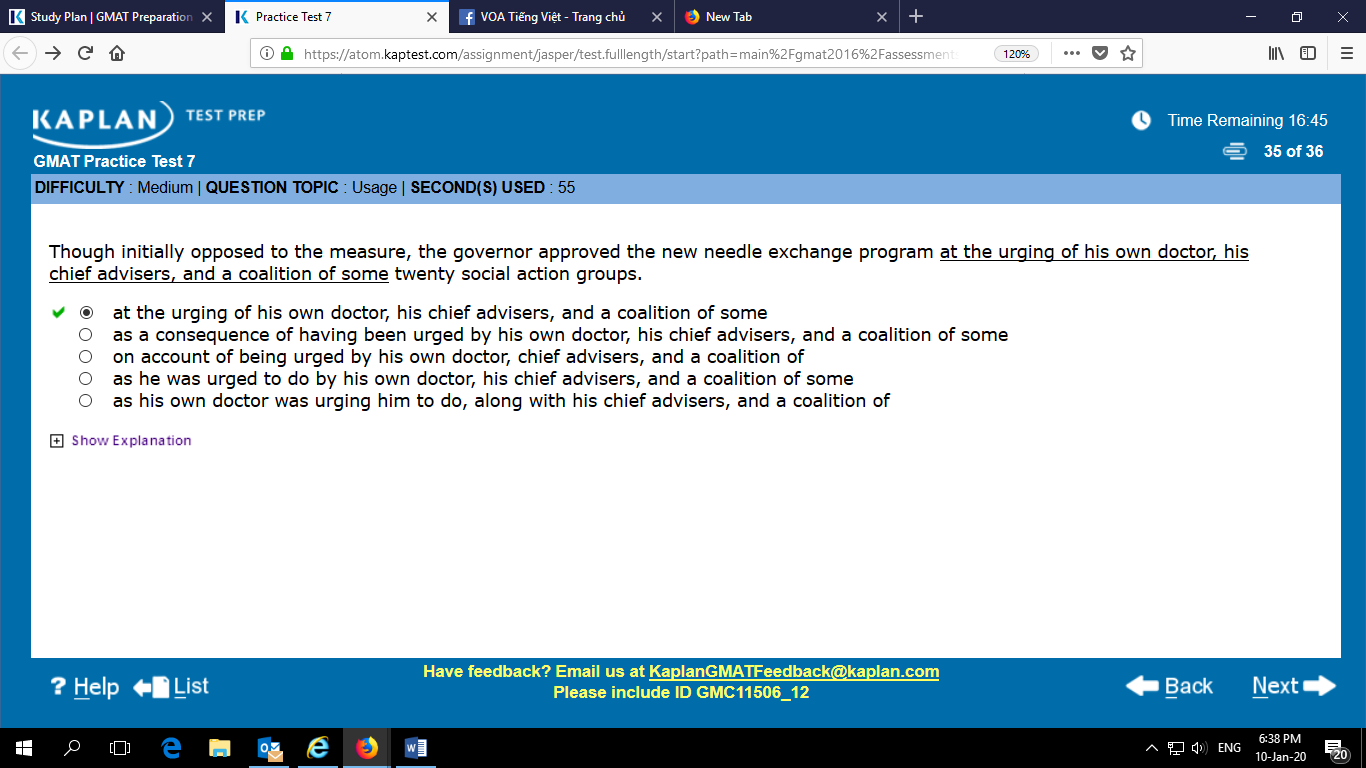 Study Plan | GMAT Preparation
Practice Test 7
VOA Tiếng Việt - Trang chủ
New Tab
https://atom.kaptest.com/assignment/jasper/test.fulllength/start?path=main%2Fgmat2016%2Fassessment
120%
KAPLAN TEST PREP
Time Remaining 16:45
GMAT Practice Test 7
35 of 36
DIFFICULTY : Medium | QUESTION TOPIC : Usage | SECOND(S) USED : 55
Though initially opposed to the measure, the governor approved the new needle exchange program at the urging of his own doctor, his
chief advisers, and a coalition of some twenty social action groups.
at the urging of his own doctor, his chief advisers, and a coalition of some
as a consequence of having been urged by his own doctor, his chief advisers, and a coalition of some
on account of being urged by his own doctor, chief advisers, and a coalition of
as he was urged to do by his own doctor, his chief advisers, and a coalition of some
as his own doctor was urging him to do, along with his chief advisers, and a coalition of
Show Explanation
Have feedback? Email us at KaplanGMATFeedback@kaplan.com
Please include ID GMC11506_12
? Help
List
Back
Next
ENG
6:38 PM
10-Jan-20
20